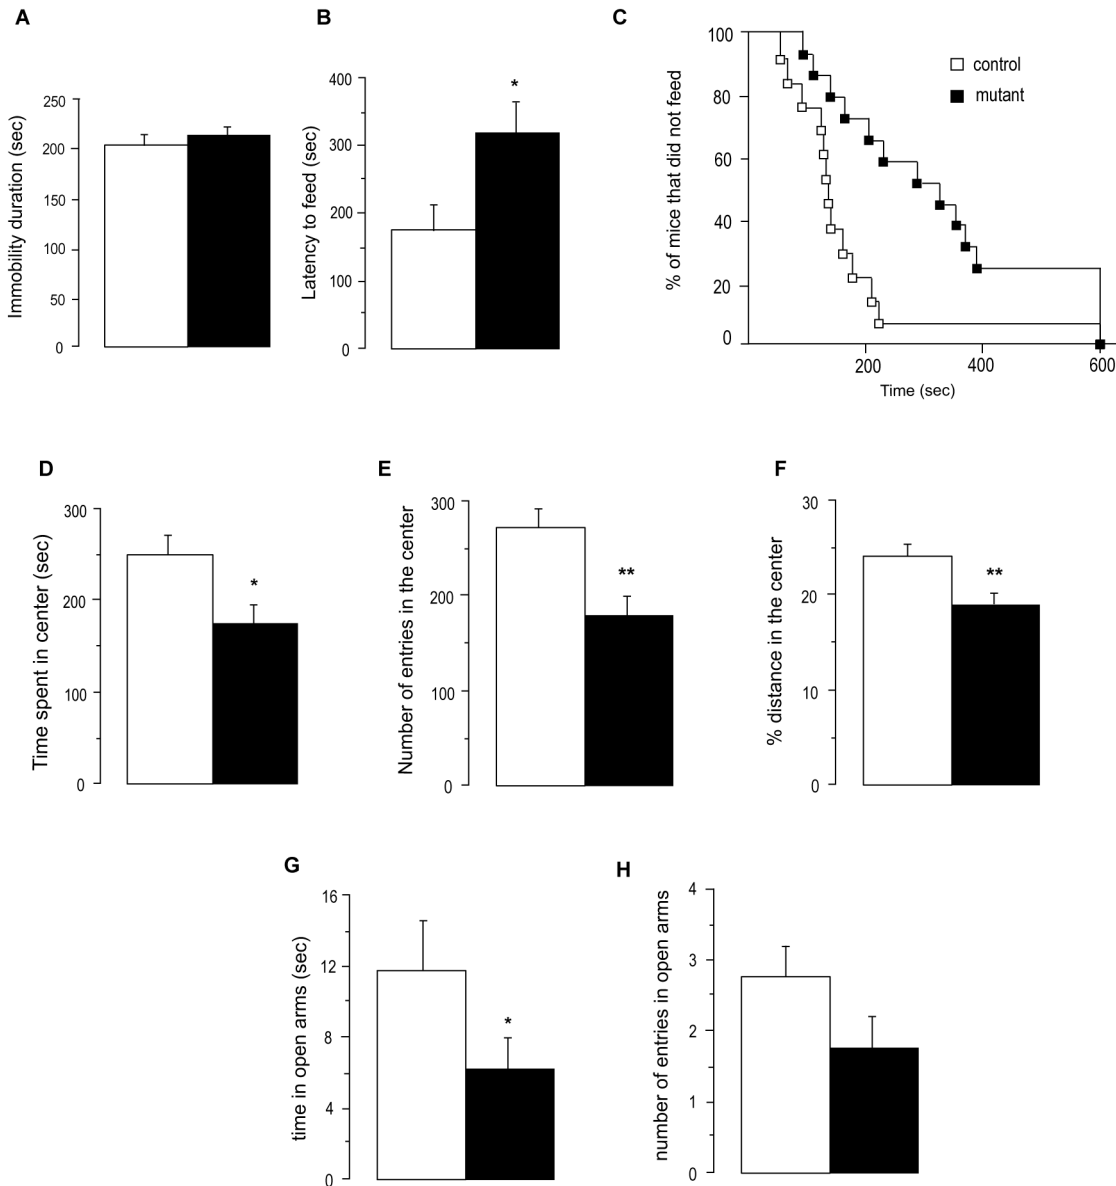 A
Immobility duration (sec)
250
200
150
100
50
0
B
Latency to feed (sec)
400
300
200
100
0
*
C
% of mice that did not feed
100
80
60
40
20
0
control
mutant
200
400
600
Time (sec)
D
Time spent in center (sec)
300
200
100
0
*
E
Number of entries in the center
300
200
100
0
**
F
% distance in the center
30
20
10
0
**
G
time in open arms (sec)
16
12
8
4
0
*
H
number of entries in open arms
4
3
2
1
0